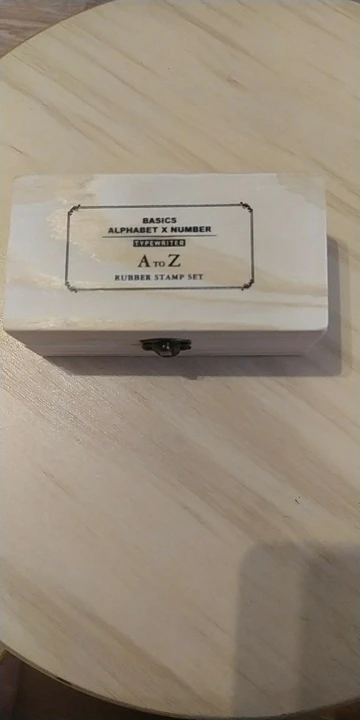 BASICS
ALPHABET X NUMBER
TYPEWRITER
A TO Z
RUBBER STAMP SET